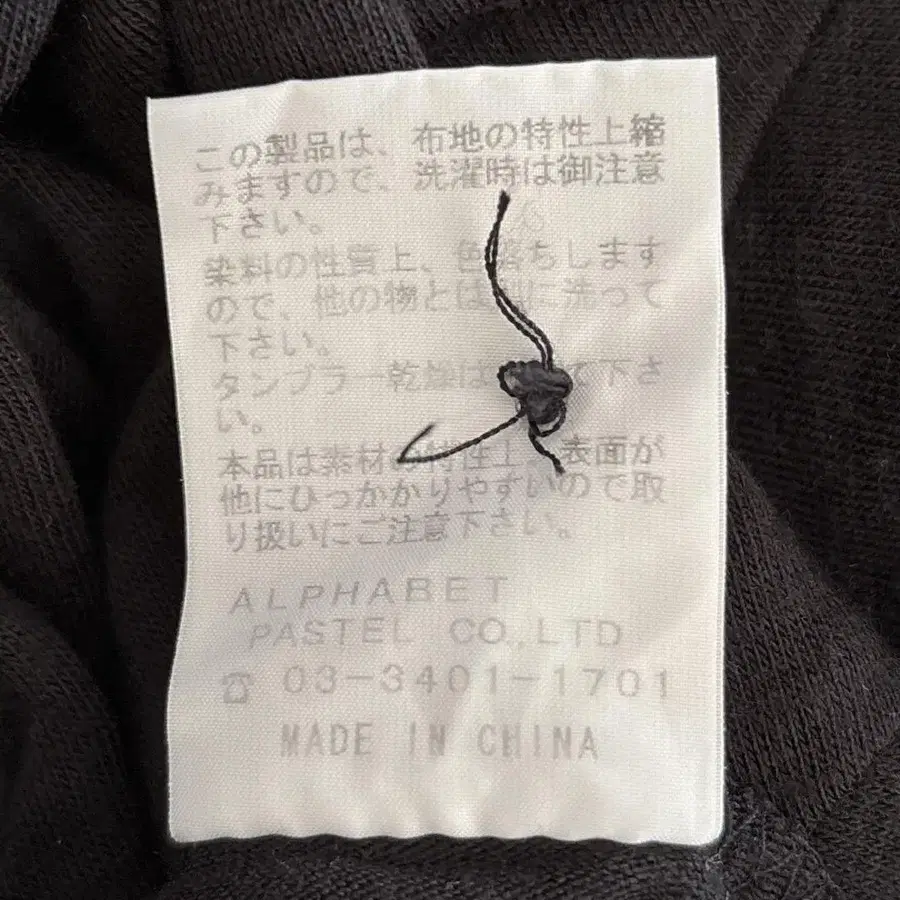 この製品は、布地の特性上縮
みますので、洗濯時は御注意
下さい。
染料の性質上、色落ちします
ので、他の物とは別に洗って
下さい。
タンブラー乾燥は て下さ
い。
本品は素材の特性上、表面が
他にひっかかりやすいので取
り扱いにご注意下さい。
ALPHABET
PASTEL CO.,LTD
☎ 03-3401-1701
MADE IN CHINA